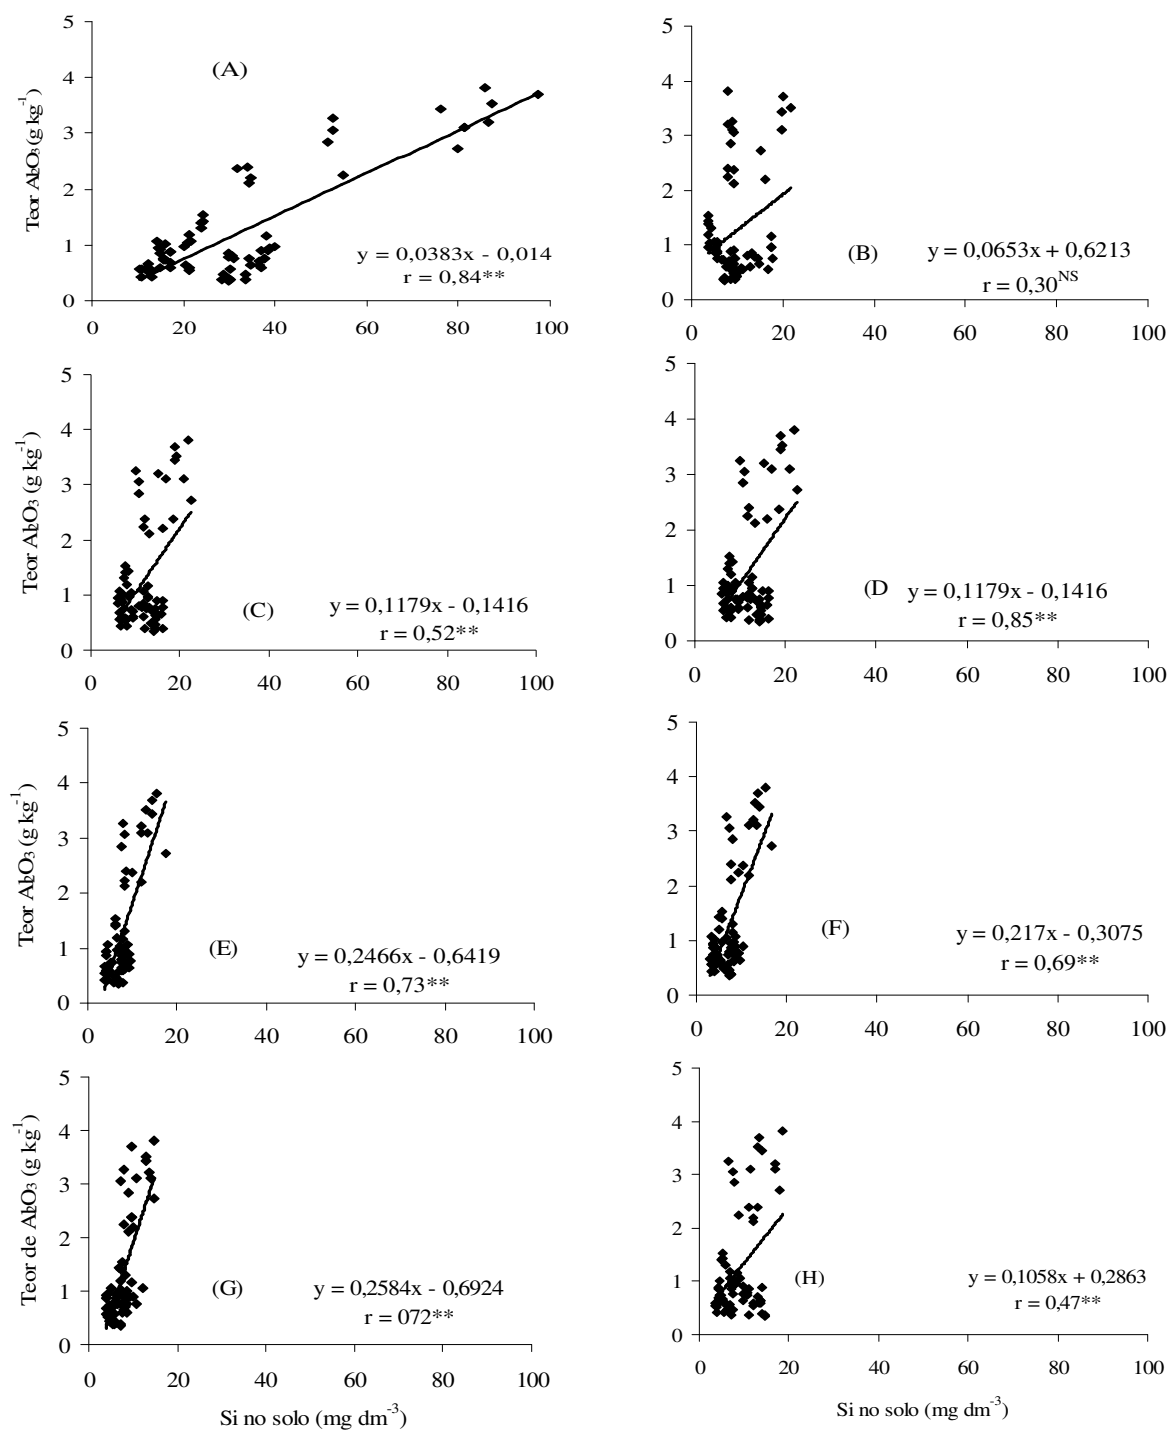 5
4
3
2
1
0
Teor Al₂O₃ (g kg⁻¹)
(A)
y = 0,0383x - 0,014
r = 0,84**
0 20 40 60 80 100
5
4
3
2
1
0
(B)
y = 0,0653x + 0,6213
r = 0,30ᴺˢ
0 20 40 60 80 100
5
4
3
2
1
0
Teor Al₂O₃ (g kg⁻¹)
(C)
y = 0,1179x - 0,1416
r = 0,52**
0 20 40 60 80 100
5
4
3
2
1
0
(D)
y = 0,1179x - 0,1416
r = 0,85**
0 20 40 60 80 100
5
4
3
2
1
0
Teor Al₂O₃ (g kg⁻¹)
(E)
y = 0,2466x - 0,6419
r = 0,73**
0 20 40 60 80 100
5
4
3
2
1
0
(F)
y = 0,217x - 0,3075
r = 0,69**
0 20 40 60 80 100
5
4
3
2
1
0
Teor de Al₂O₃ (g kg⁻¹)
(G)
y = 0,2584x - 0,6924
r = 072**
0 20 40 60 80 100
Si no solo (mg dm⁻³)
5
4
3
2
1
0
(H)
y = 0,1058x + 0,2863
r = 0,47**
0 20 40 60 80 100
Si no solo (mg dm⁻³)